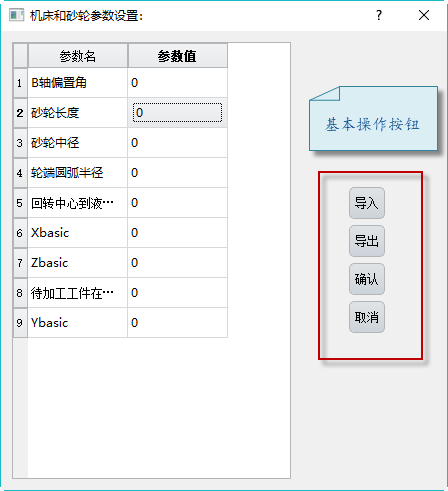 机床和砂轮参数设置:
?
参数名 参数值
1 B轴偏置角 0
2 砂轮长度 0
3 砂轮中径 0
4 轮端圆弧半径 0
5 回转中心到液… 0
6 Xbasic 0
7 Zbasic 0
8 待加工工件在… 0
9 Ybasic 0
基本操作按钮
导入
导出
确认
取消